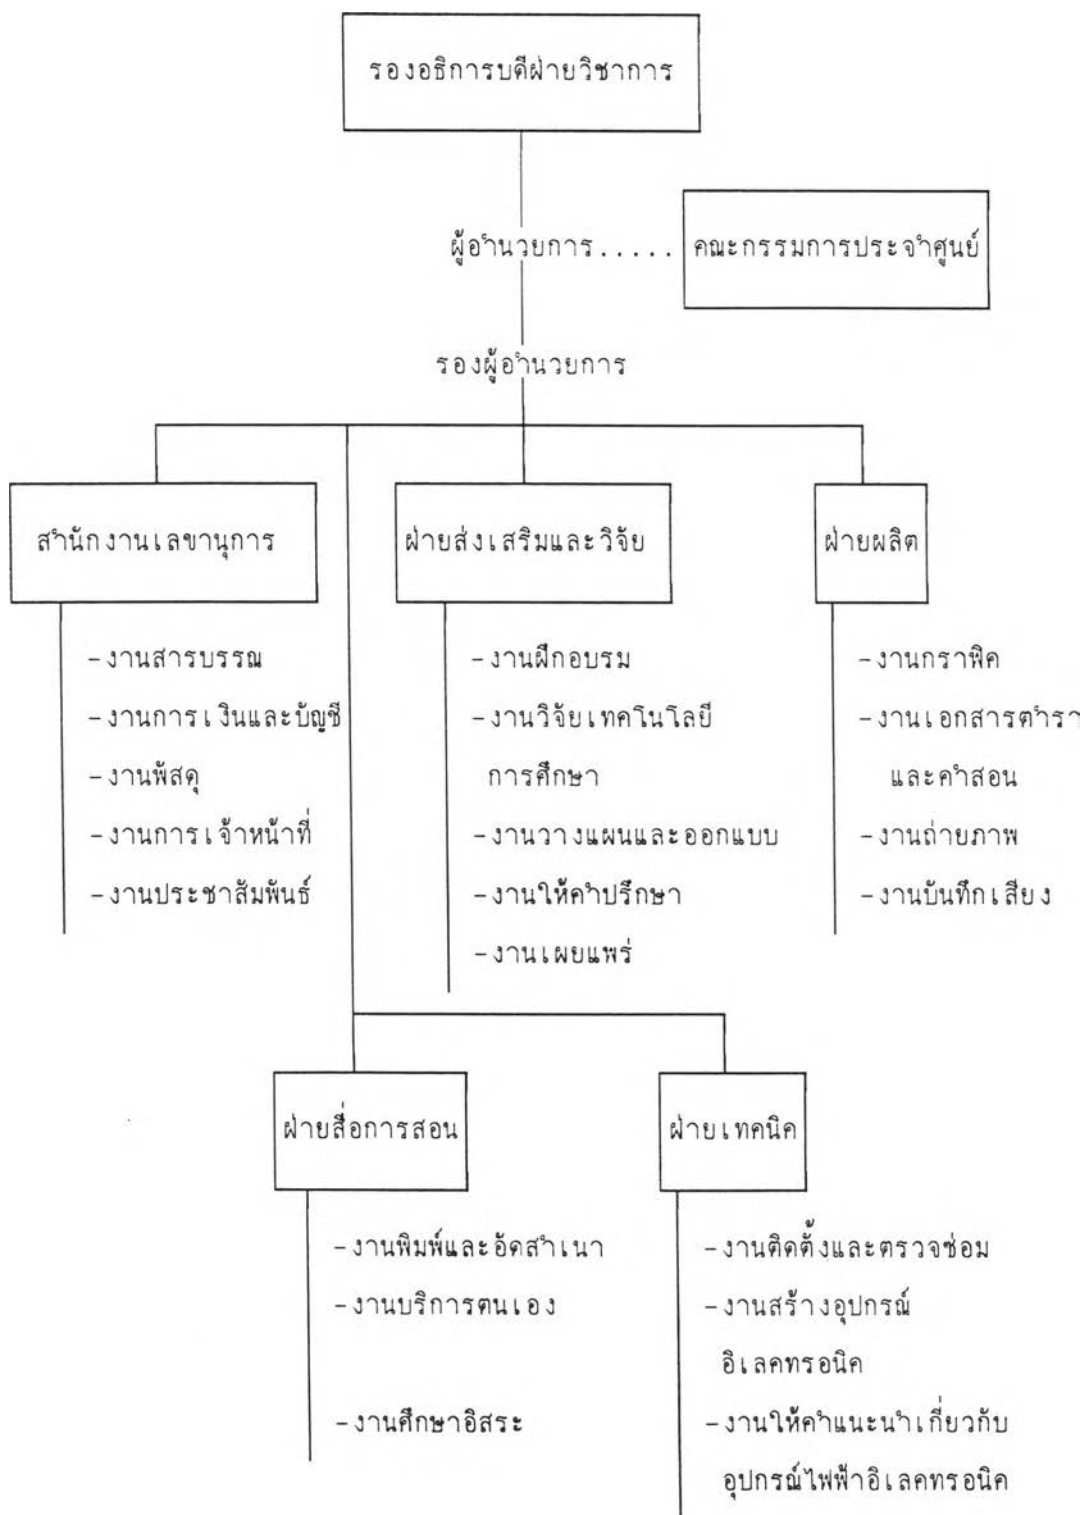 รองอธิการบดีฝ่ายวิชาการ
ผู้อำนวยการ..... คณะกรรมการประจำศูนย์
รองผู้อำนวยการ
สำนักงานเลขานุการ
-งานสารบรรณ
-งานการเงินและบัญชี
-งานพัสดุ
-งานการเจ้าหน้าที่
-งานประชาสัมพันธ์
ฝ่ายส่งเสริมและวิจัย
-งานฝึกอบรม
-งานวิจัยเทคโนโลยี
การศึกษา
-งานวางแผนและออกแบบ
-งานให้คำปรึกษา
-งานเผยแพร่
ฝ่ายผลิต
-งานกราฟิค
-งานเอกสารตำรา
และคำสอน
-งานถ่ายภาพ
-งานบันทึกเสียง
ฝ่ายสื่อการสอน
-งานพิมพ์และอัดสำเนา
-งานบริการตนเอง
-งานศึกษาอิสระ
ฝ่ายเทคนิค
-งานติดตั้งและตรวจซ่อม
-งานสร้างอุปกรณ์
อิเลคทรอนิค
-งานให้คำแนะนำเกี่ยวกับ
อุปกรณ์ไฟฟ้าอิเลคทรอนิค